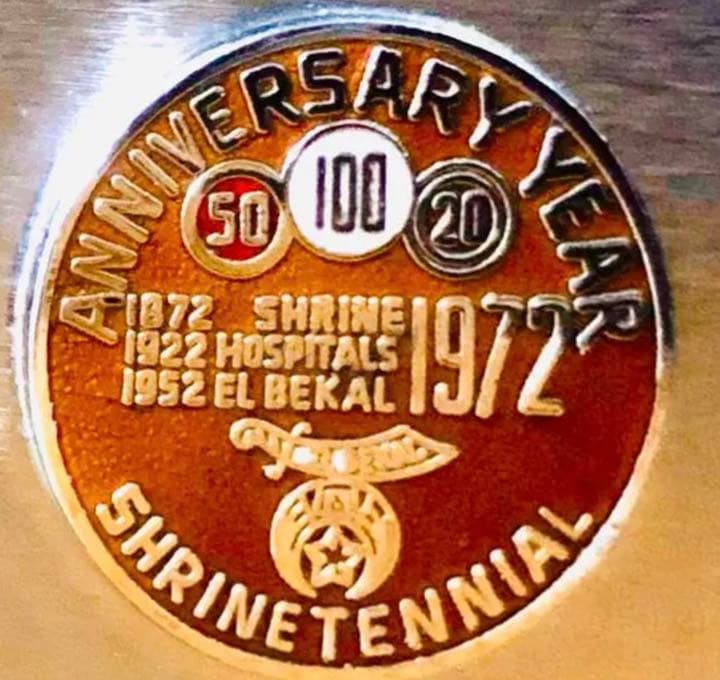 ANNIVERSARY YEAR
50 100 20
1872 SHRINE
1922 HOSPITALS
1952 EL BEKAL
1972
SHRINETENNIAL